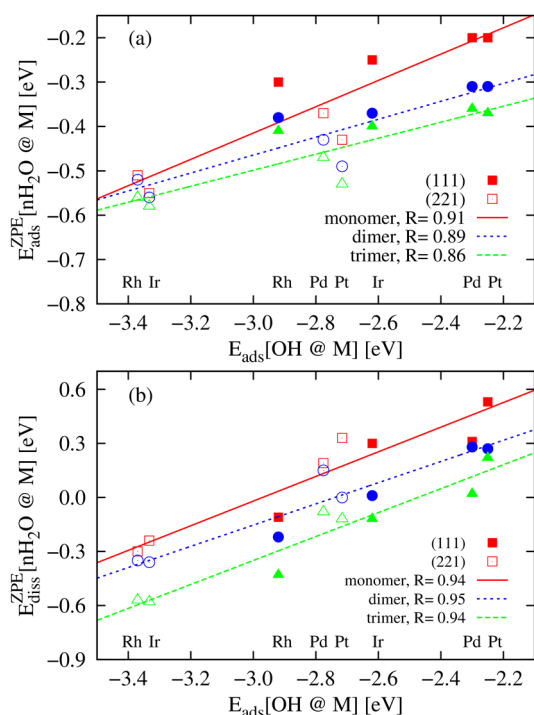 (a)
E_ads^ZPE[nH₂O @ M] [eV]
−0.2
−0.3
−0.4
−0.5
−0.6
−0.7
−0.8
(111)
(221)
monomer, R= 0.91
dimer, R= 0.89
trimer, R= 0.86
Rh Ir Rh Pd Pt Ir Pd Pt
−3.4 −3.2 −3.0 −2.8 −2.6 −2.4 −2.2
E_ads[OH @ M] [eV]
(b)
E_diss^ZPE[nH₂O @ M] [eV]
0.6
0.3
0.0
−0.3
−0.6
−0.9
(111)
(221)
monomer, R= 0.94
dimer, R= 0.95
trimer, R= 0.94
Rh Ir Rh Pd Pt Ir Pd Pt
−3.4 −3.2 −3.0 −2.8 −2.6 −2.4 −2.2
E_ads[OH @ M] [eV]